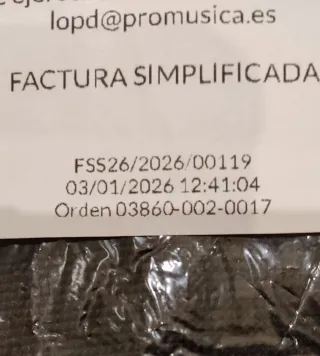 lopd@promusica.es
FACTURA SIMPLIFICADA
FSS26/2026/00119
03/01/2026 12:41:04
Orden 03860-002-0017